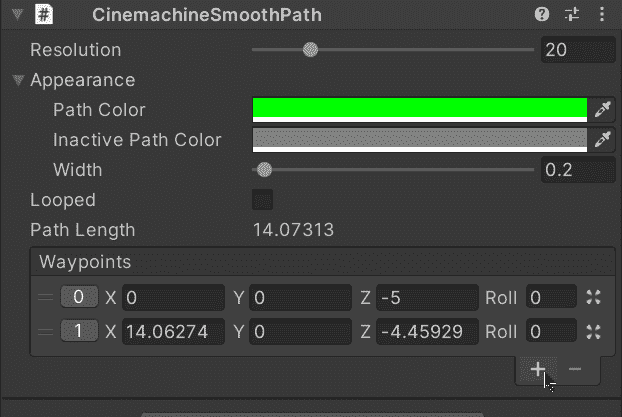 # CinemachineSmoothPath ?
Resolution 20
Appearance
Path Color
Inactive Path Color
Width 0.2
Looped
Path Length 14.07313
Waypoints
0 X 0 Y 0 Z -5 Roll 0
1 X 14.06274 Y 0 Z -4.45929 Roll 0
+ −